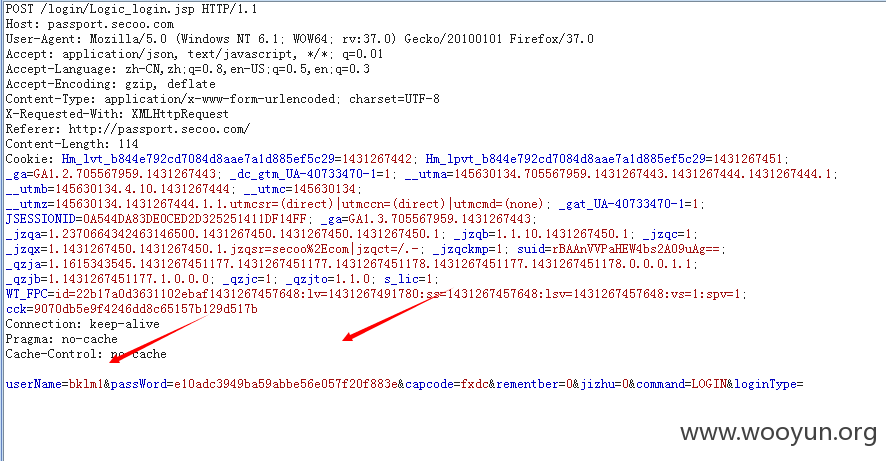 POST /login/Logic_login.jsp HTTP/1.1
Host: passport.secoo.com
User-Agent: Mozilla/5.0 (Windows NT 6.1; WOW64; rv:37.0) Gecko/20100101 Firefox/37.0
Accept: application/json, text/javascript, */*; q=0.01
Accept-Language: zh-CN,zh;q=0.8,en-US;q=0.5,en;q=0.3
Accept-Encoding: gzip, deflate
Content-Type: application/x-www-form-urlencoded; charset=UTF-8
X-Requested-With: XMLHttpRequest
Referer: http://passport.secoo.com/
Content-Length: 114
Cookie: Hm_lvt_b844e792cd7084d8aae7a1d885ef5c29=1431267442; Hm_lpvt_b844e792cd7084d8aae7a1d885ef5c29=1431267451;
_ga=GA1.2.705567959.1431267443; _dc_gtm_UA-40733470-1=1; __utma=145630134.705567959.1431267443.1431267444.1431267444.1;
__utmb=145630134.4.10.1431267444; __utmc=145630134;
__utmz=145630134.1431267444.1.1.utmcsr=(direct)|utmccn=(direct)|utmcmd=(none); _gat_UA-40733470-1=1;
JSESSIONID=0A544DA83DE0CED2D325251411DF14FF; _ga=GA1.3.705567959.1431267443;
_jzqa=1.2370664342463146500.1431267450.1431267450.1431267450.1; _jzqb=1.1.10.1431267450.1; _jzqc=1;
_jzqx=1.1431267450.1431267450.1.jzqsr=secoo%2Ecom|jzqct=/.-; _jzqckmp=1; suid=rBAAnVVPaHEW4bs2A09uAg==;
_qzja=1.1615343545.1431267451177.1431267451177.1431267451178.1431267451177.1431267451178.0.0.0.1.1;
_qzjb=1.1431267451177.1.0.0.0; _qzjc=1; _qzjto=1.1.0; s_lic=1;
WT_FPC=id=22b17a0d3631102ebaf1431267457648:lv=1431267491780:ss=1431267457648:lsv=1431267457648:vs=1:spv=1;
cck=9070db5e9f4246dd8c65157b129d517b
Connection: keep-alive
Pragma: no-cache
Cache-Control: no-cache
userName=bklm1&passWord=e10adc3949ba59abbe56e057f20f883e&capcode=fxdc&rementber=0&jizhu=0&command=LOGIN&loginType=
www.wooyun.org